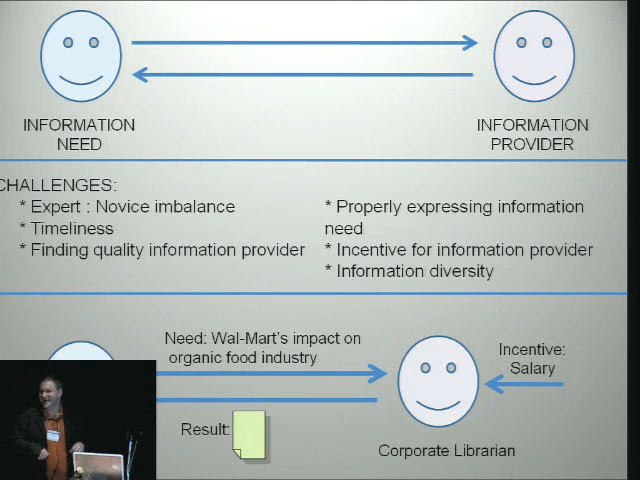 INFORMATION
NEED
INFORMATION
PROVIDER
CHALLENGES:
* Expert : Novice imbalance
* Timeliness
* Finding quality information provider
* Properly expressing information
need
* Incentive for information provider
* Information diversity
Need: Wal-Mart's impact on
organic food industry
Incentive:
Salary
Result:
Corporate Librarian